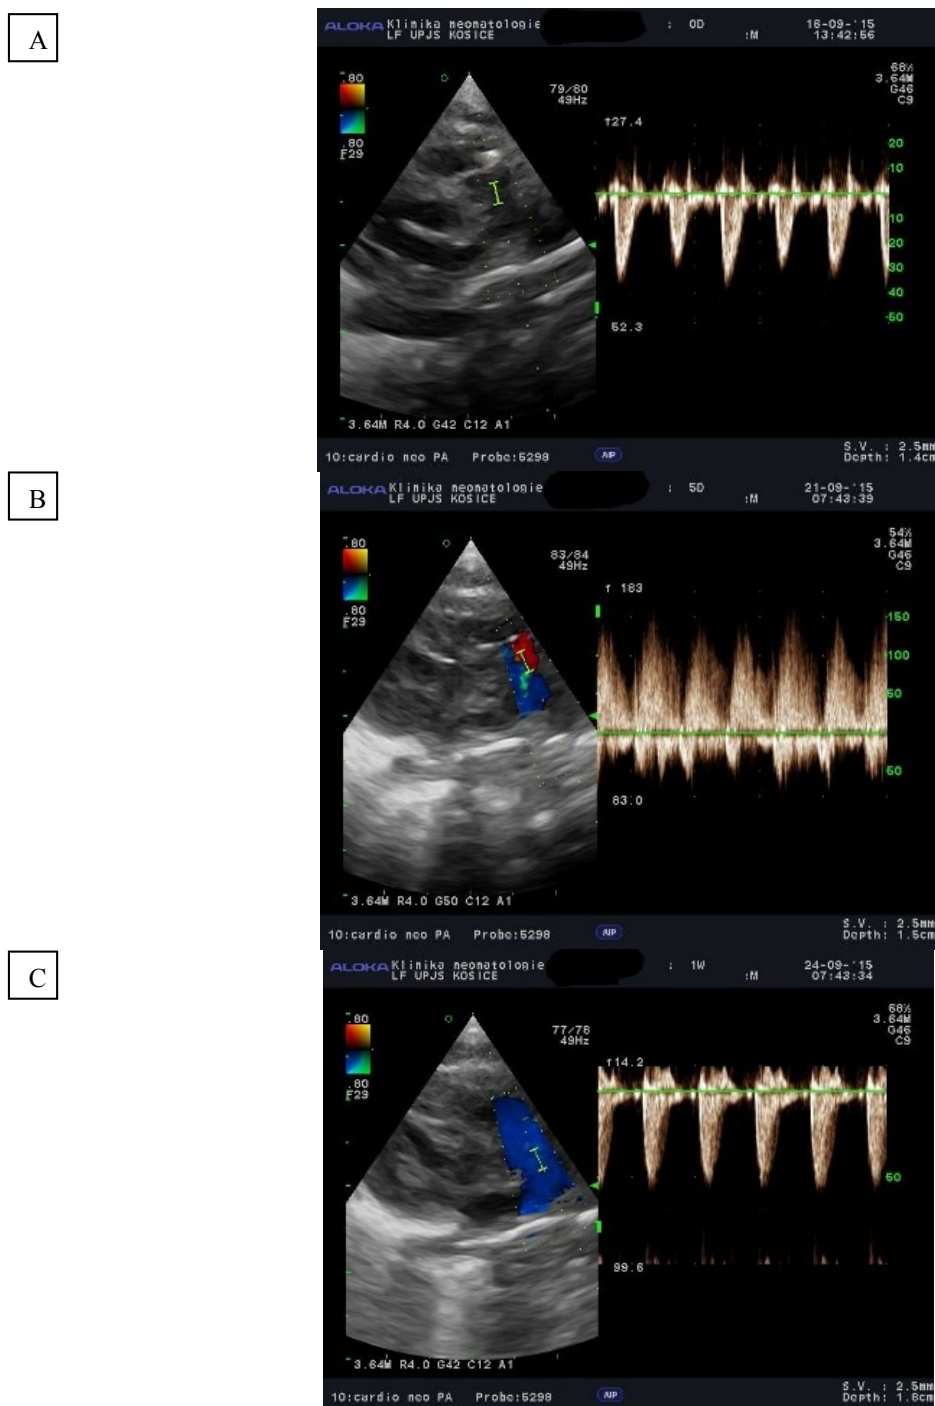 A
ALOKA Klinika neonatologie : 0D 16-09-'15
LF UPJS KOSICE :M 13:42:56
.80
.80
F29
79/80
49Hz
68%
3.64M
G46
C9
↑27.4
20
10
10
20
30
40
50
52.3
3.64M R4.0 G42 C12 A1
S.V. : 2.5mm
10:cardio neo PA Probe:5298 AIP Depth: 1.4cm
B
ALOKA Klinika neonatologie : 5D 21-09-'15
LF UPJS KOSICE :M 07:43:39
.80
.80
F29
83/84
49Hz
54%
3.64M
G46
C9
↑ 183
150
100
50
50
83.0
3.64M R4.0 G50 C12 A1
S.V. : 2.5mm
10:cardio neo PA Probe:5298 AIP Depth: 1.5cm
C
ALOKA Klinika neonatologie : 1W 24-09-'15
LF UPJS KOSICE :M 07:43:34
.80
.80
F29
77/78
49Hz
68%
3.64M
G46
C9
↑14.2
50
99.6
3.64M R4.0 G42 C12 A1
S.V. : 2.5mm
10:cardio neo PA Probe:5298 AIP Depth: 1.8cm